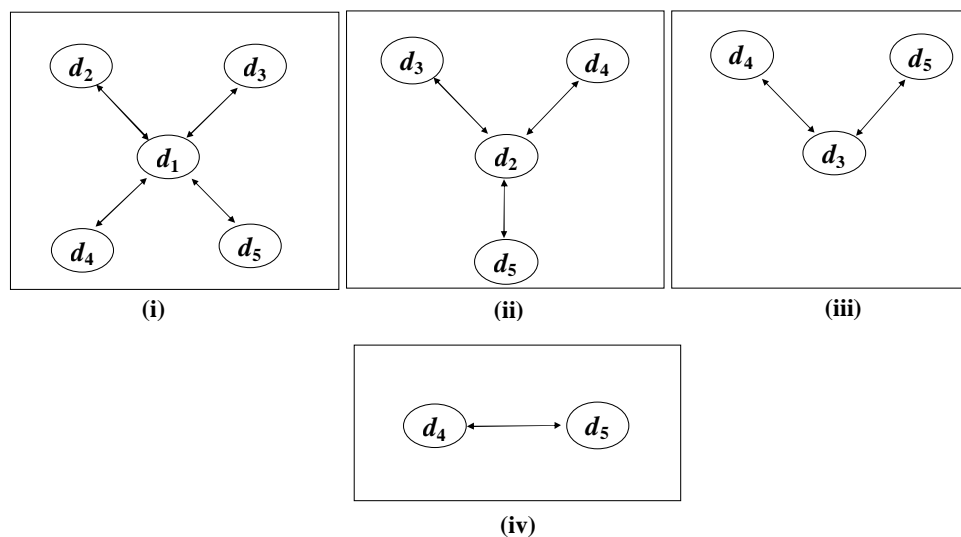 d2 d3
d1
d4 d5
(i)
d3 d4
d2
d5
(ii)
d4 d5
d3
(iii)
d4 d5
(iv)